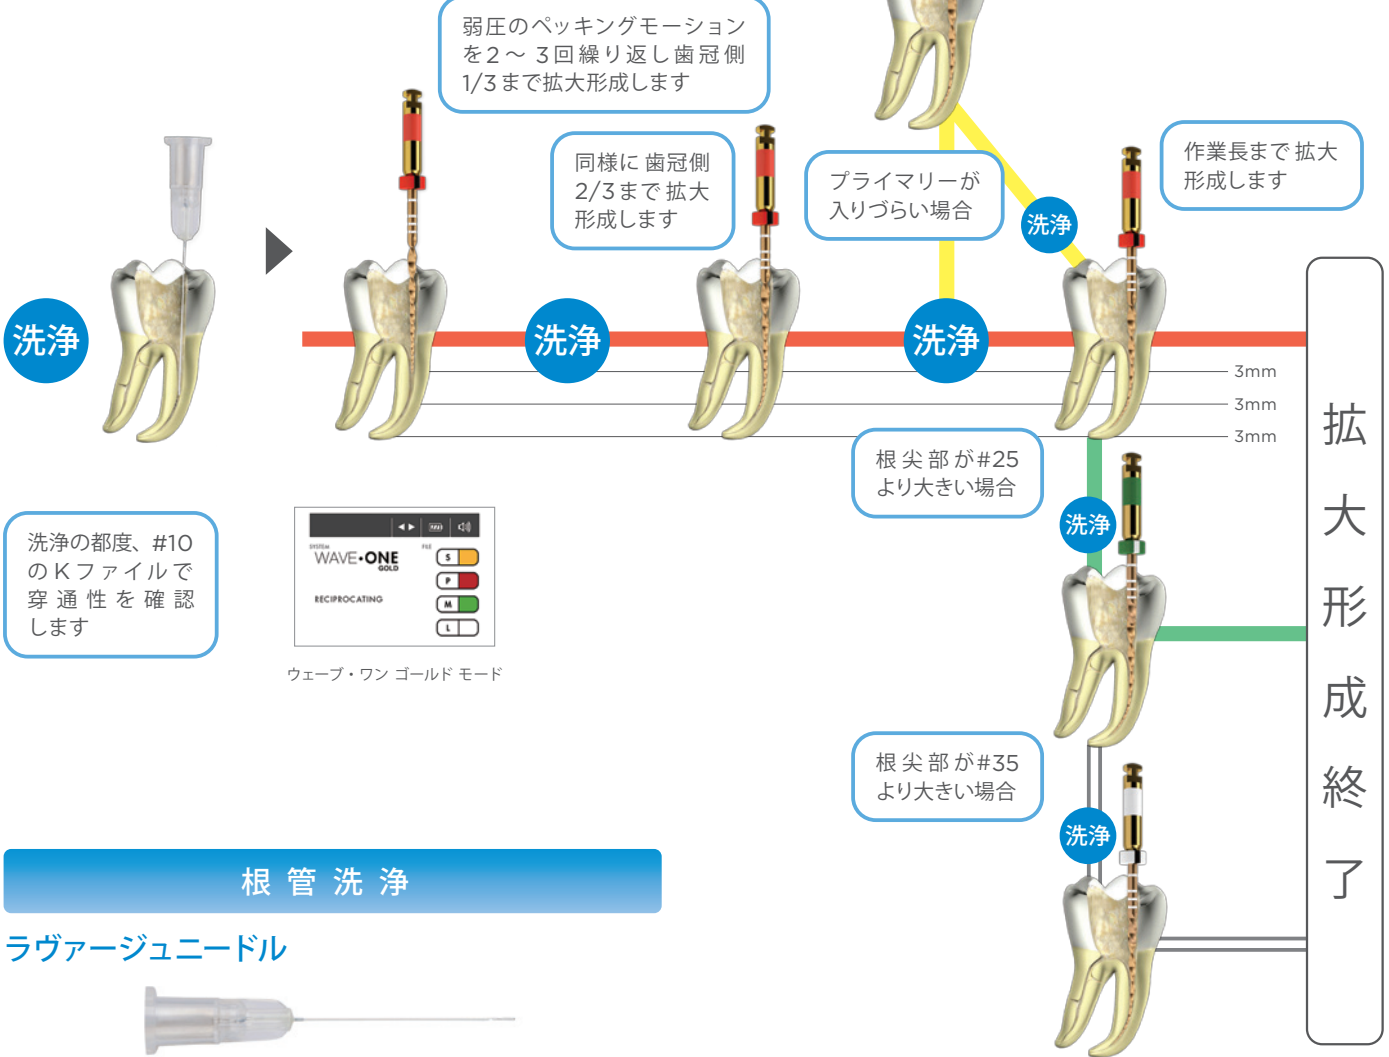 弱圧のペッキングモーション
を2～3回繰り返し歯冠側
1/3まで拡大形成します
同様に歯冠側
2/3まで拡大
形成します
プライマリーが
入りづらい場合
作業長まで拡大
形成します
洗浄
洗浄
洗浄
洗浄
3mm
3mm
3mm
拡大形成終了
根尖部が#25
より大きい場合
洗浄
洗浄の都度、#10
のKファイルで
穿通性を確認
します
SYSTEM
WAVE•ONE
GOLD
RECIPROCATING
FILE
S
P
M
L
ウェーブ・ワン ゴールド モード
根尖部が#35
より大きい場合
洗浄
根管洗浄
ラヴァージュニードル